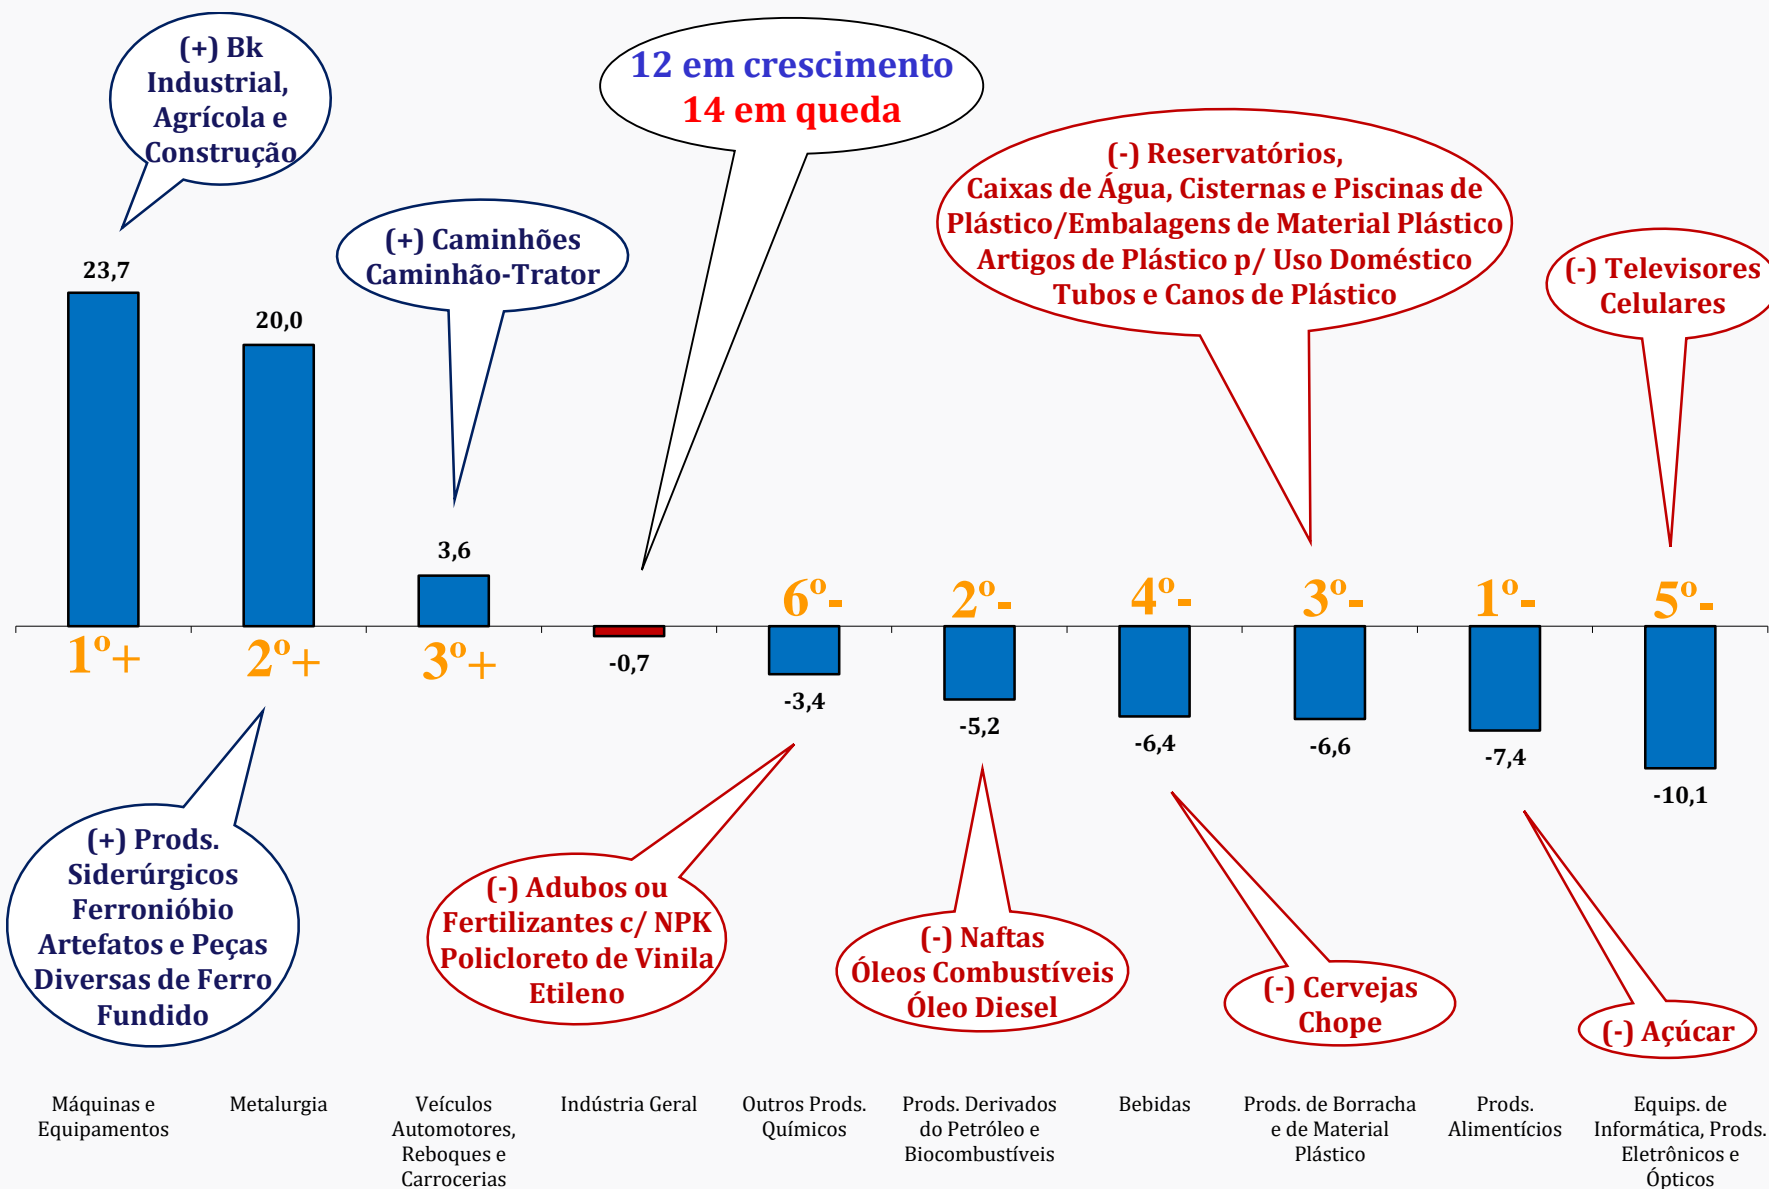 (+) Bk
Industrial,
Agrícola e
Construção
12 em crescimento
14 em queda
(+) Caminhões
Caminhão-Trator
(-) Reservatórios,
Caixas de Água, Cisternas e Piscinas de
Plástico/Embalagens de Material Plástico
Artigos de Plástico p/ Uso Doméstico
Tubos e Canos de Plástico
(-) Televisores
Celulares
23,7
20,0
3,6
6º-
2º-
4º-
3º-
1º-
5º-
1º+
2º+
3º+
-0,7
-3,4
-5,2
-6,4
-6,6
-7,4
-10,1
(+) Prods.
Siderúrgicos
Ferronióbio
Artefatos e Peças
Diversas de Ferro
Fundido
(-) Adubos ou
Fertilizantes c/ NPK
Policloreto de Vinila
Etileno
(-) Naftas
Óleos Combustíveis
Óleo Diesel
(-) Cervejas
Chope
(-) Açúcar
Máquinas e
Equipamentos
Metalurgia
Veículos
Automotores,
Reboques e
Carrocerias
Indústria Geral
Outros Prods.
Químicos
Prods. Derivados
do Petróleo e
Biocombustíveis
Bebidas
Prods. de Borracha
e de Material
Plástico
Prods.
Alimentícios
Equips. de
Informática, Prods.
Eletrônicos e
Ópticos